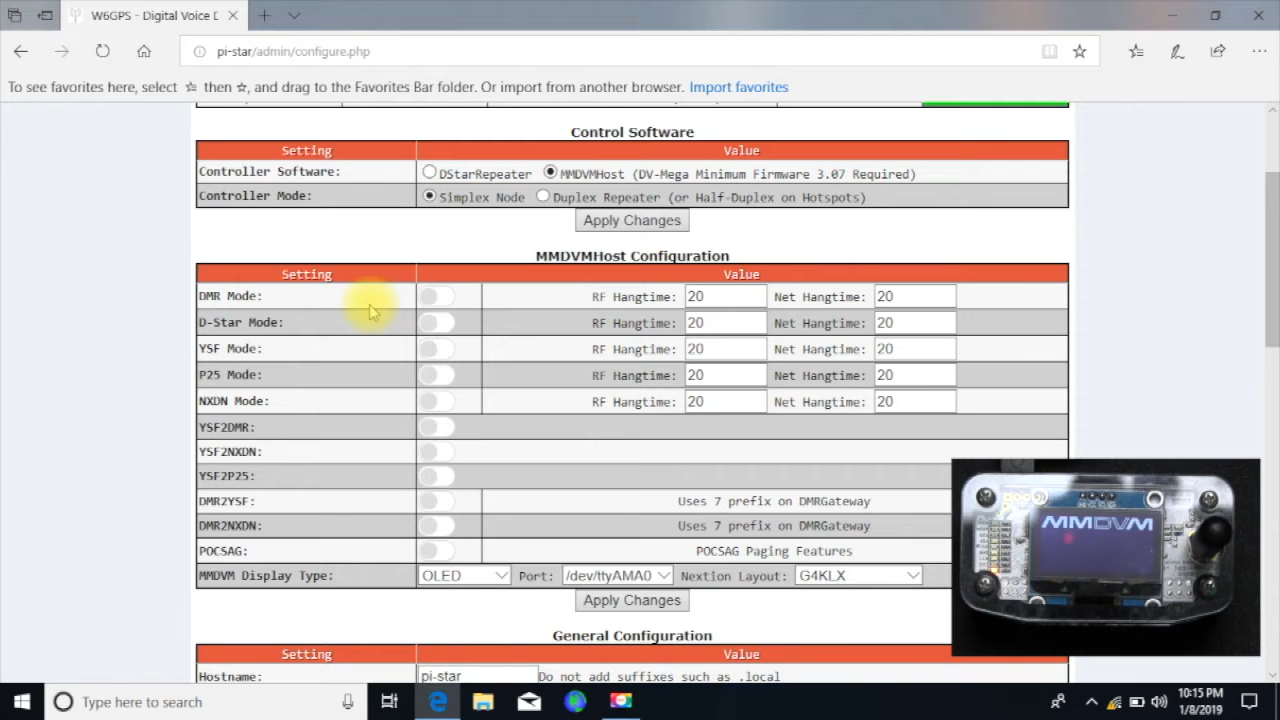 W6GPS - Digital Voice D
pi-star/admin/configure.php
To see favorites here, select ☆ then ☆, and drag to the Favorites Bar folder. Or import from another browser. Import favorites
Control Software
Setting Value
Controller Software: DStarRepeater MMDVMHost (DV-Mega Minimum Firmware 3.07 Required)
Controller Mode: Simplex Node Duplex Repeater (or Half-Duplex on Hotspots)
Apply Changes
MMDVMHost Configuration
Setting Value
DMR Mode: RF Hangtime: 20 Net Hangtime: 20
D-Star Mode: RF Hangtime: 20 Net Hangtime: 20
YSF Mode: RF Hangtime: 20 Net Hangtime: 20
P25 Mode: RF Hangtime: 20 Net Hangtime: 20
NXDN Mode: RF Hangtime: 20 Net Hangtime: 20
YSF2DMR:
YSF2NXDN:
YSF2P25:
DMR2YSF: Uses 7 prefix on DMRGateway
DMR2NXDN: Uses 7 prefix on DMRGateway
POCSAG: POCSAG Paging Features
MMDVM Display Type: OLED Port: /dev/ttyAMA0 Nextion Layout: G4KLX
Apply Changes
MMDVM
General Configuration
Setting Value
Hostname: pi-star Do not add suffixes such as .local
Type here to search
10:15 PM
1/8/2019